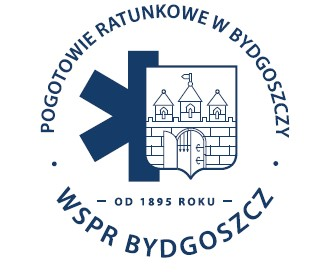 POGOTOWIE RATUNKOWE W BYDGOSZCZY
– OD 1895 ROKU –
• WSPR BYDGOSZCZ •